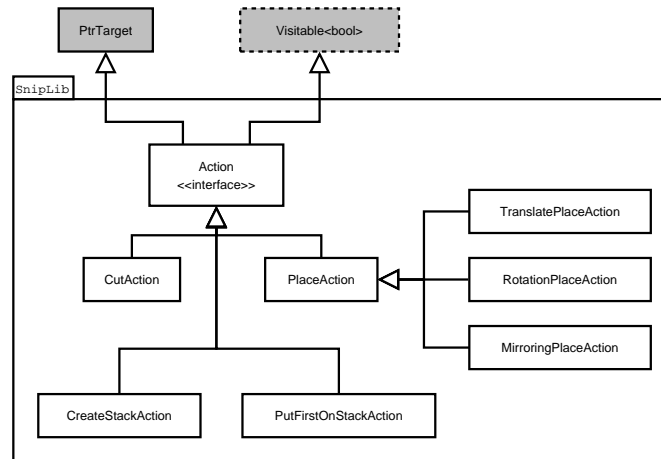 PtrTarget
Visitable<bool>
SnipLib
Action
<<interface>>
TranslatePlaceAction
CutAction
PlaceAction
RotationPlaceAction
MirroringPlaceAction
CreateStackAction
PutFirstOnStackAction